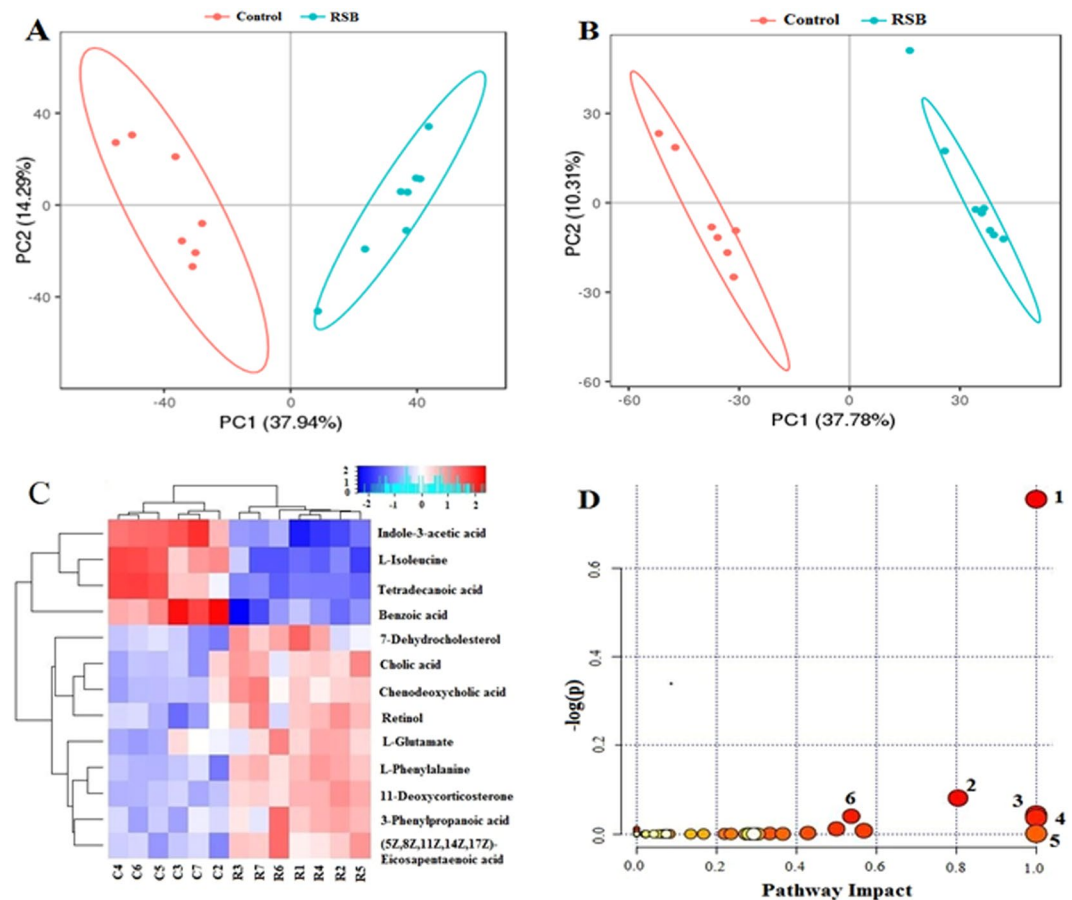 Control RSB
A
PC2 (14.29%)
40
0
-40
-40 0 40
PC1 (37.94%)
Control RSB
B
PC2 (10.31%)
30
0
-30
-60
-60 -30 0 30
PC1 (37.78%)
C
2
1
0
-2 -1 0 1 2
Indole-3-acetic acid
L-Isoleucine
Tetradecanoic acid
Benzoic acid
7-Dehydrocholesterol
Cholic acid
Chenodeoxycholic acid
Retinol
L-Glutamate
L-Phenylalanine
11-Deoxycorticosterone
3-Phenylpropanoic acid
(5Z,8Z,11Z,14Z,17Z)-
Eicosapentaenoic acid
C4 C6 C5 C3 C7 C2 R3 R7 R6 R1 R4 R2 R5
D
-log(p)
0.6
0.4
0.2
0.0
1
2
3
4
5
6
0.0 0.2 0.4 0.6 0.8 1.0
Pathway Impact